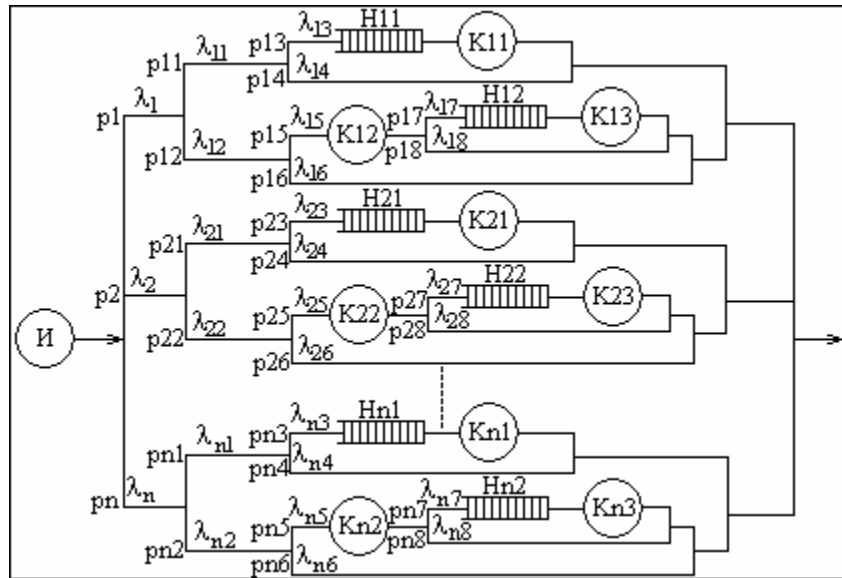 λ13 H11
λ11 p13 K11
p11 λ14
p14
λ1
p1 λ15 λ17 H12
p15 K12 p17 K13
p12 λ12 p18 λ18
p16 λ16
λ23 H21
λ21 p23 K21
p21 λ24
p24
p2 λ2 λ25 λ27 H22
p25 K22 p27 K23
И p22 λ22 p28 λ28
p26 λ26
λn3 Hn1
λn1 pn3 Kn1
pn1 pn4 λn4
pn λn λn5 λn7 Hn2
pn5 Kn2 pn7 Kn3
pn2 λn2 pn8 λn8
pn6 λn6